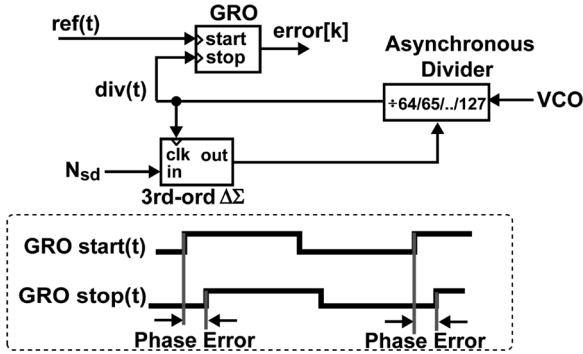 GRO
ref(t)
start
stop
error[k]
Asynchronous
Divider
div(t)
÷64/65/../127
VCO
clk out
in
Nsd
3rd-ord ΔΣ
GRO start(t)
GRO stop(t)
Phase Error
Phase Error